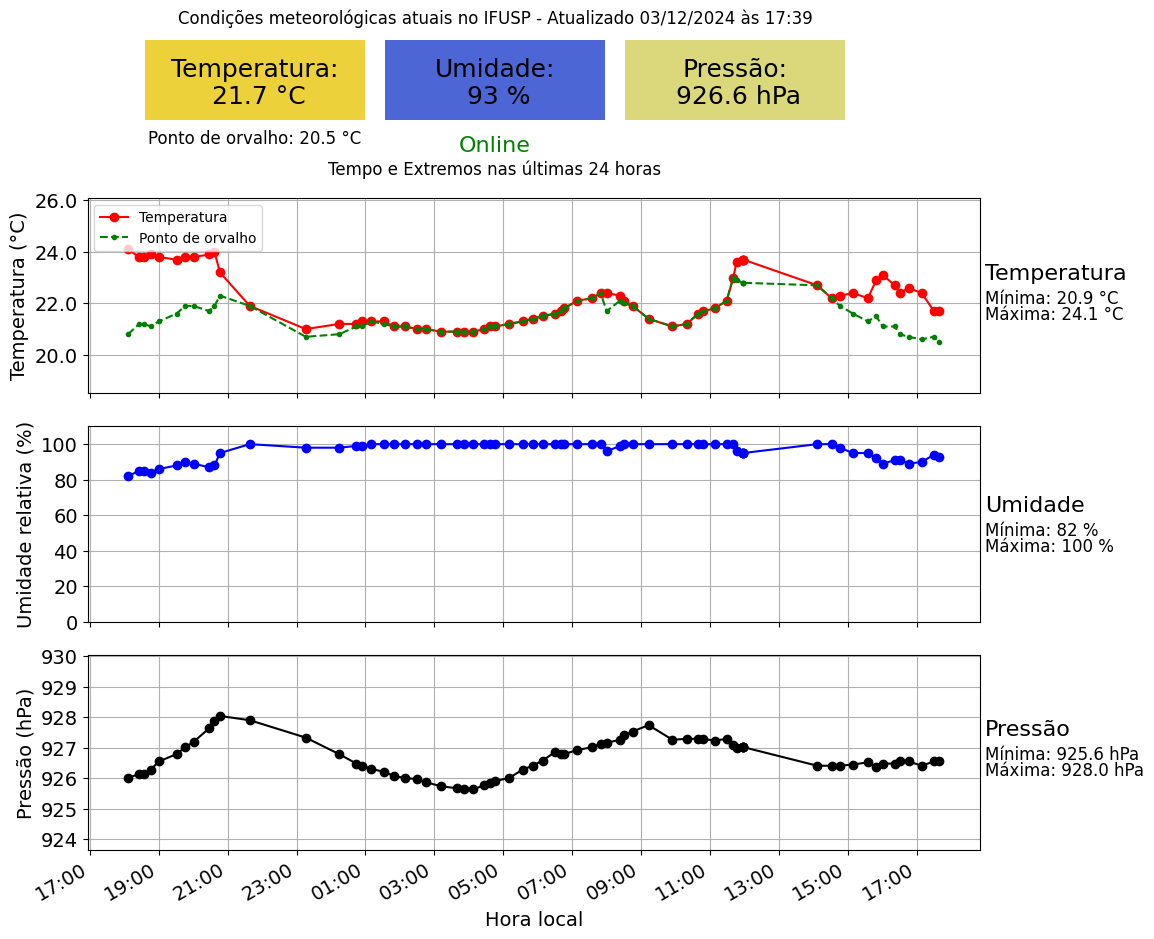 Condições meteorológicas atuais no IFUSP - Atualizado 03/12/2024 às 17:39
Temperatura:
21.7 °C
Umidade:
93 %
Pressão:
926.6 hPa
Ponto de orvalho: 20.5 °C
Online
Tempo e Extremos nas últimas 24 horas
Temperatura (°C)
26.0
24.0
22.0
20.0
Temperatura
Ponto de orvalho
Temperatura
Mínima: 20.9 °C
Máxima: 24.1 °C
Umidade relativa (%)
100
80
60
40
20
0
Umidade
Mínima: 82 %
Máxima: 100 %
Pressão (hPa)
930
929
928
927
926
925
924
Pressão
Mínima: 925.6 hPa
Máxima: 928.0 hPa
17:00
19:00
21:00
23:00
01:00
03:00
05:00
07:00
09:00
11:00
13:00
15:00
17:00
Hora local